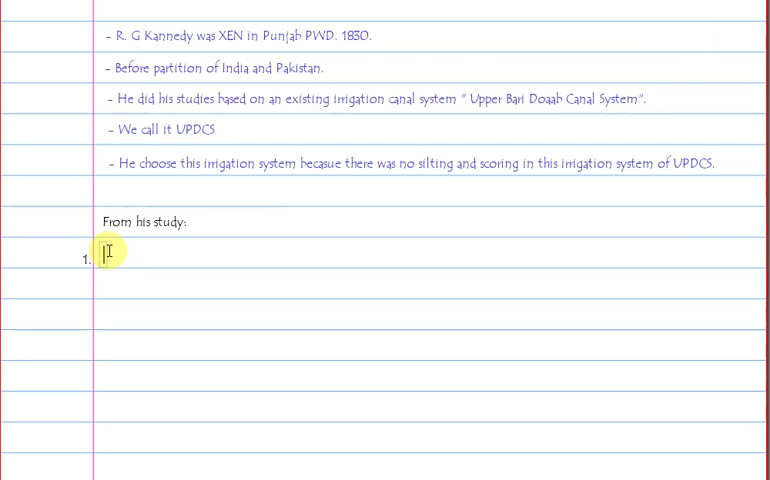 - R. G Kannedy was XEN in Punjab PWD. 1830.
- Before partition of India and Pakistan.
- He did his studies based on an existing irrigation canal system " Upper Bari Doaab Canal System".
- We call it UPDCS
- He choose this irrigation system becasue there was no silting and scoring in this irrigation system of UPDCS.
From his study:
1.